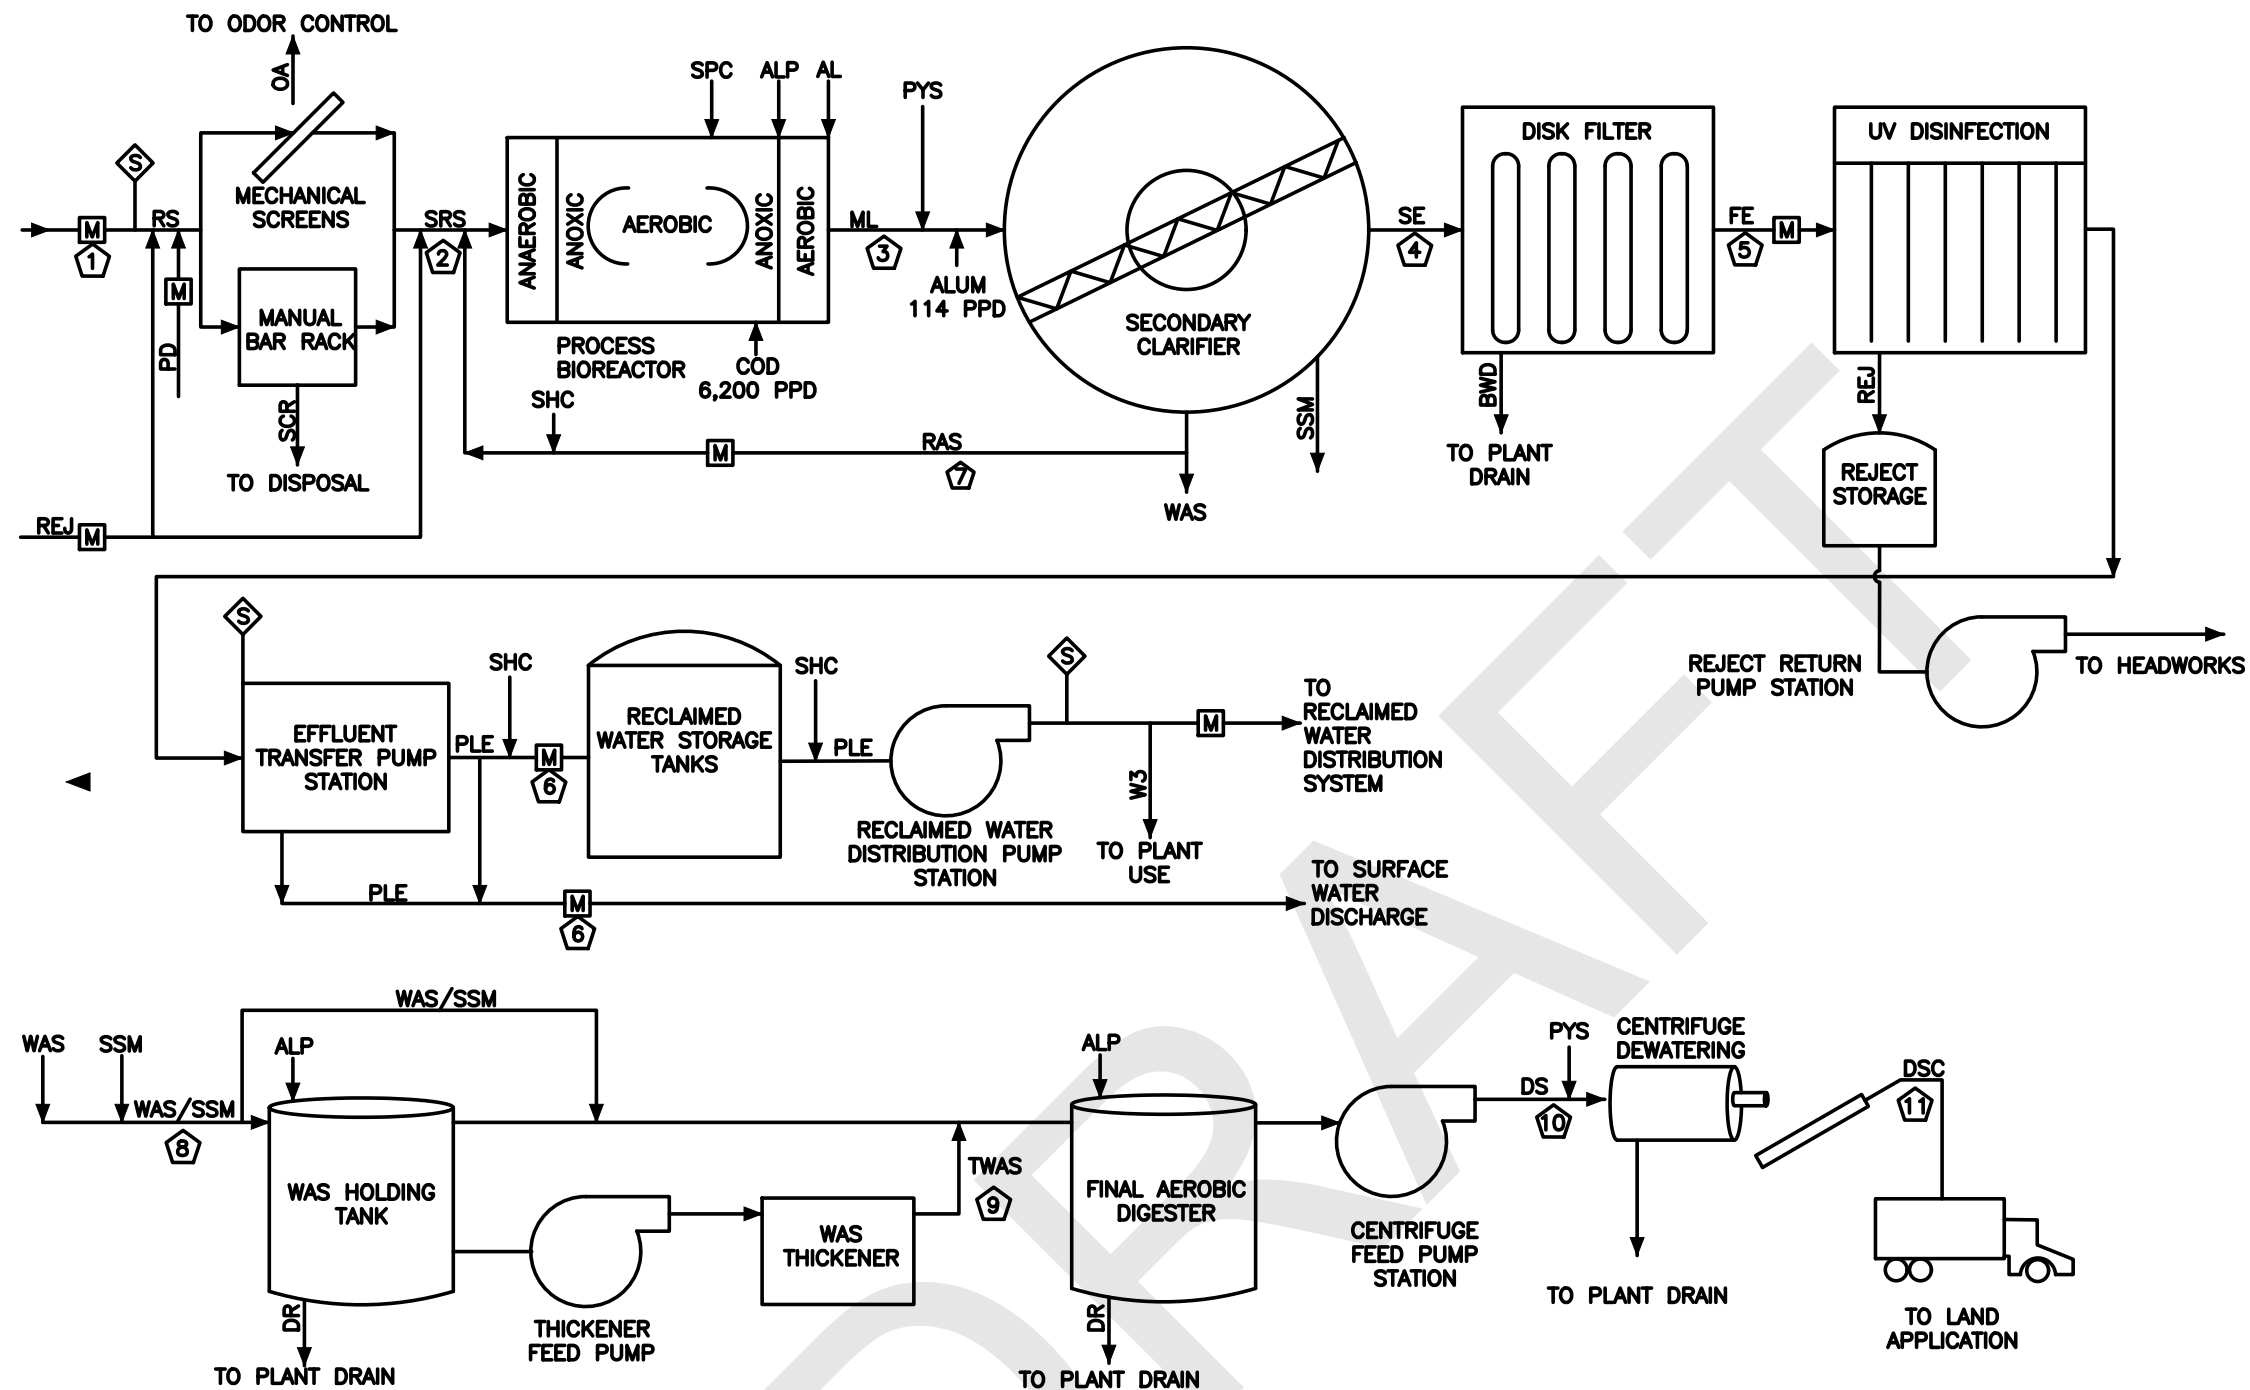 TO ODOR CONTROL
OA
S
M
1
RS
MECHANICAL
SCREENS
M
PD
MANUAL
BAR RACK
SCR
TO DISPOSAL
REJ
M
SRS
2
SPC
ALP
AL
ANAEROBIC
ANOXIC
AEROBIC
ANOXIC
AEROBIC
PROCESS
BIOREACTOR
COD
6,200 PPD
SHC
M
RAS
7
ML
3
PYS
ALUM
114 PPD
SECONDARY
CLARIFIER
WAS
SSM
SE
4
DISK FILTER
BWD
TO PLANT
DRAIN
FE
5
M
UV DISINFECTION
REJ
REJECT
STORAGE
REJECT RETURN
PUMP STATION
TO HEADWORKS
S
EFFLUENT
TRANSFER PUMP
STATION
PLE
SHC
M
6
RECLAIMED
WATER STORAGE
TANKS
SHC
PLE
RECLAIMED WATER
DISTRIBUTION PUMP
STATION
S
W3
TO PLANT
USE
M
TO
RECLAIMED
WATER
DISTRIBUTION
SYSTEM
PLE
M
6
TO SURFACE
WATER
DISCHARGE
WAS
SSM
WAS/SSM
8
WAS/SSM
ALP
WAS HOLDING
TANK
DR
TO PLANT DRAIN
THICKENER
FEED PUMP
WAS
THICKENER
TWAS
9
ALP
FINAL AEROBIC
DIGESTER
DR
TO PLANT DRAIN
CENTRIFUGE
FEED PUMP
STATION
DS
10
PYS
CENTRIFUGE
DEWATERING
TO PLANT DRAIN
DSC
11
TO LAND
APPLICATION
DRAFT